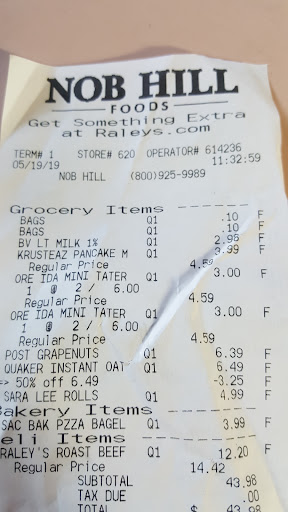 NOB HILL
FOODS
Get Something Extra
at Raleys.com
TERM# 1 STORE# 620 OPERATOR# 614236
05/19/19 11:32:59
NOB HILL (800)925-9989
Grocery Items
BAGS Q1 .10 F
BAGS Q1 .10 F
BV LT MILK 1% Q1 2.96 F
KRUSTEAZ PANCAKE M Q1 3.99 F
Regular Price 4.59
ORE IDA MINI TATER Q1 3.00 F
1 @ 2 / 6.00
Regular Price 4.59
ORE IDA MINI TATER Q1 3.00 F
1 @ 2 / 6.00
Regular Price 4.59
POST GRAPENUTS Q1 6.39 F
QUAKER INSTANT OAT Q1 6.49 F
=> 50% off 6.49 -3.25 F
SARA LEE ROLLS Q1 4.99 F
Bakery Items
SAC BAK PZZA BAGEL Q1 3.99 F
eli Items
RALEY'S ROAST BEEF Q1 12.20 F
Regular Price 14.42
SUBTOTAL 43.98
TAX DUE .00
TOTAL $ 43.98